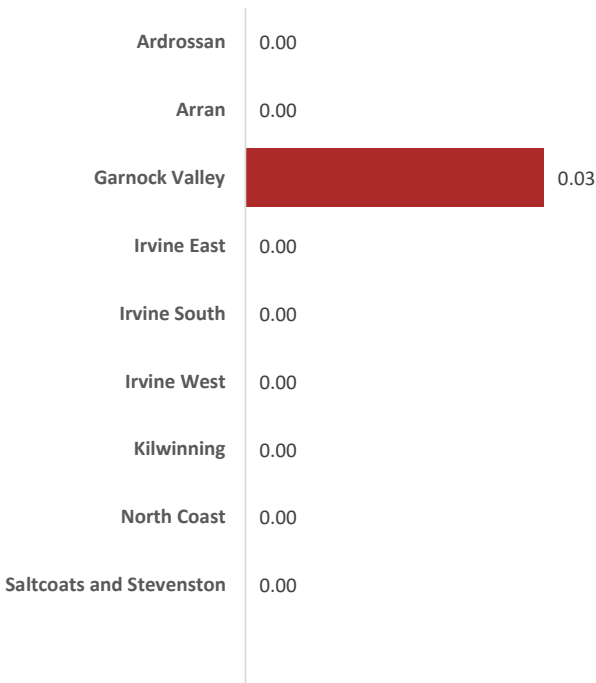 Ardrossan 0.00
Arran 0.00
Garnock Valley 0.03
Irvine East 0.00
Irvine South 0.00
Irvine West 0.00
Kilwinning 0.00
North Coast 0.00
Saltcoats and Stevenston 0.00